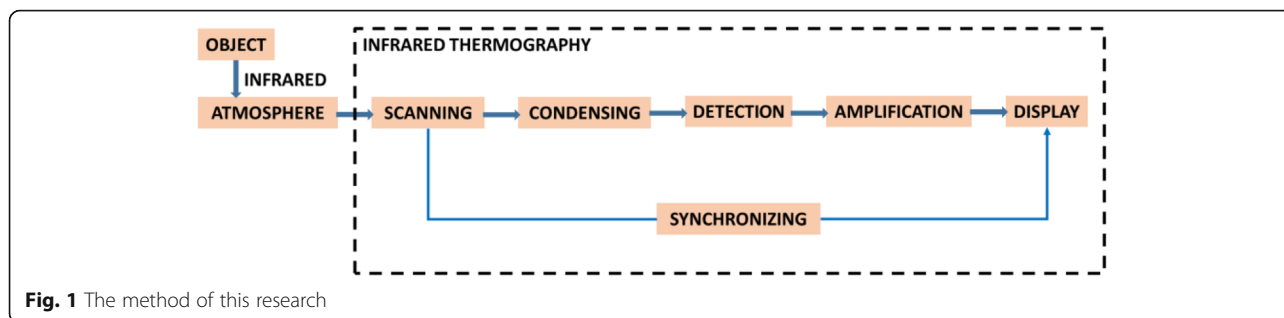 OBJECT
INFRARED THERMOGRAPHY
INFRARED
ATMOSPHERE
SCANNING
CONDENSING
DETECTION
AMPLIFICATION
DISPLAY
SYNCHRONIZING
Fig. 1 The method of this research